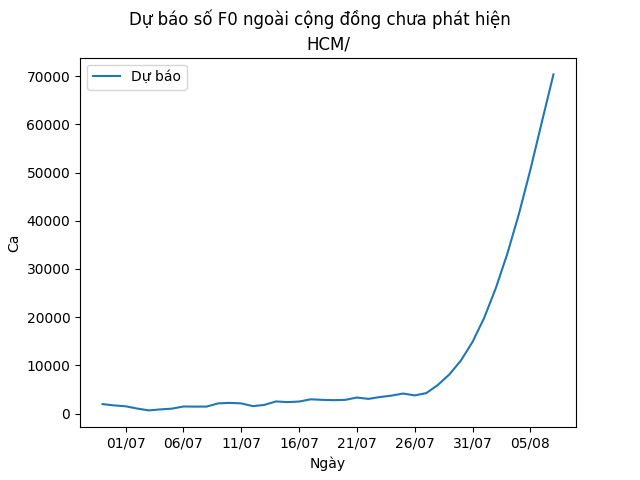 Dự báo số F0 ngoài cộng đồng chưa phát hiện
HCM/
Dự báo
70000
60000
50000
40000
30000
20000
10000
0
Ca
01/07 06/07 11/07 16/07 21/07 26/07 31/07 05/08
Ngày